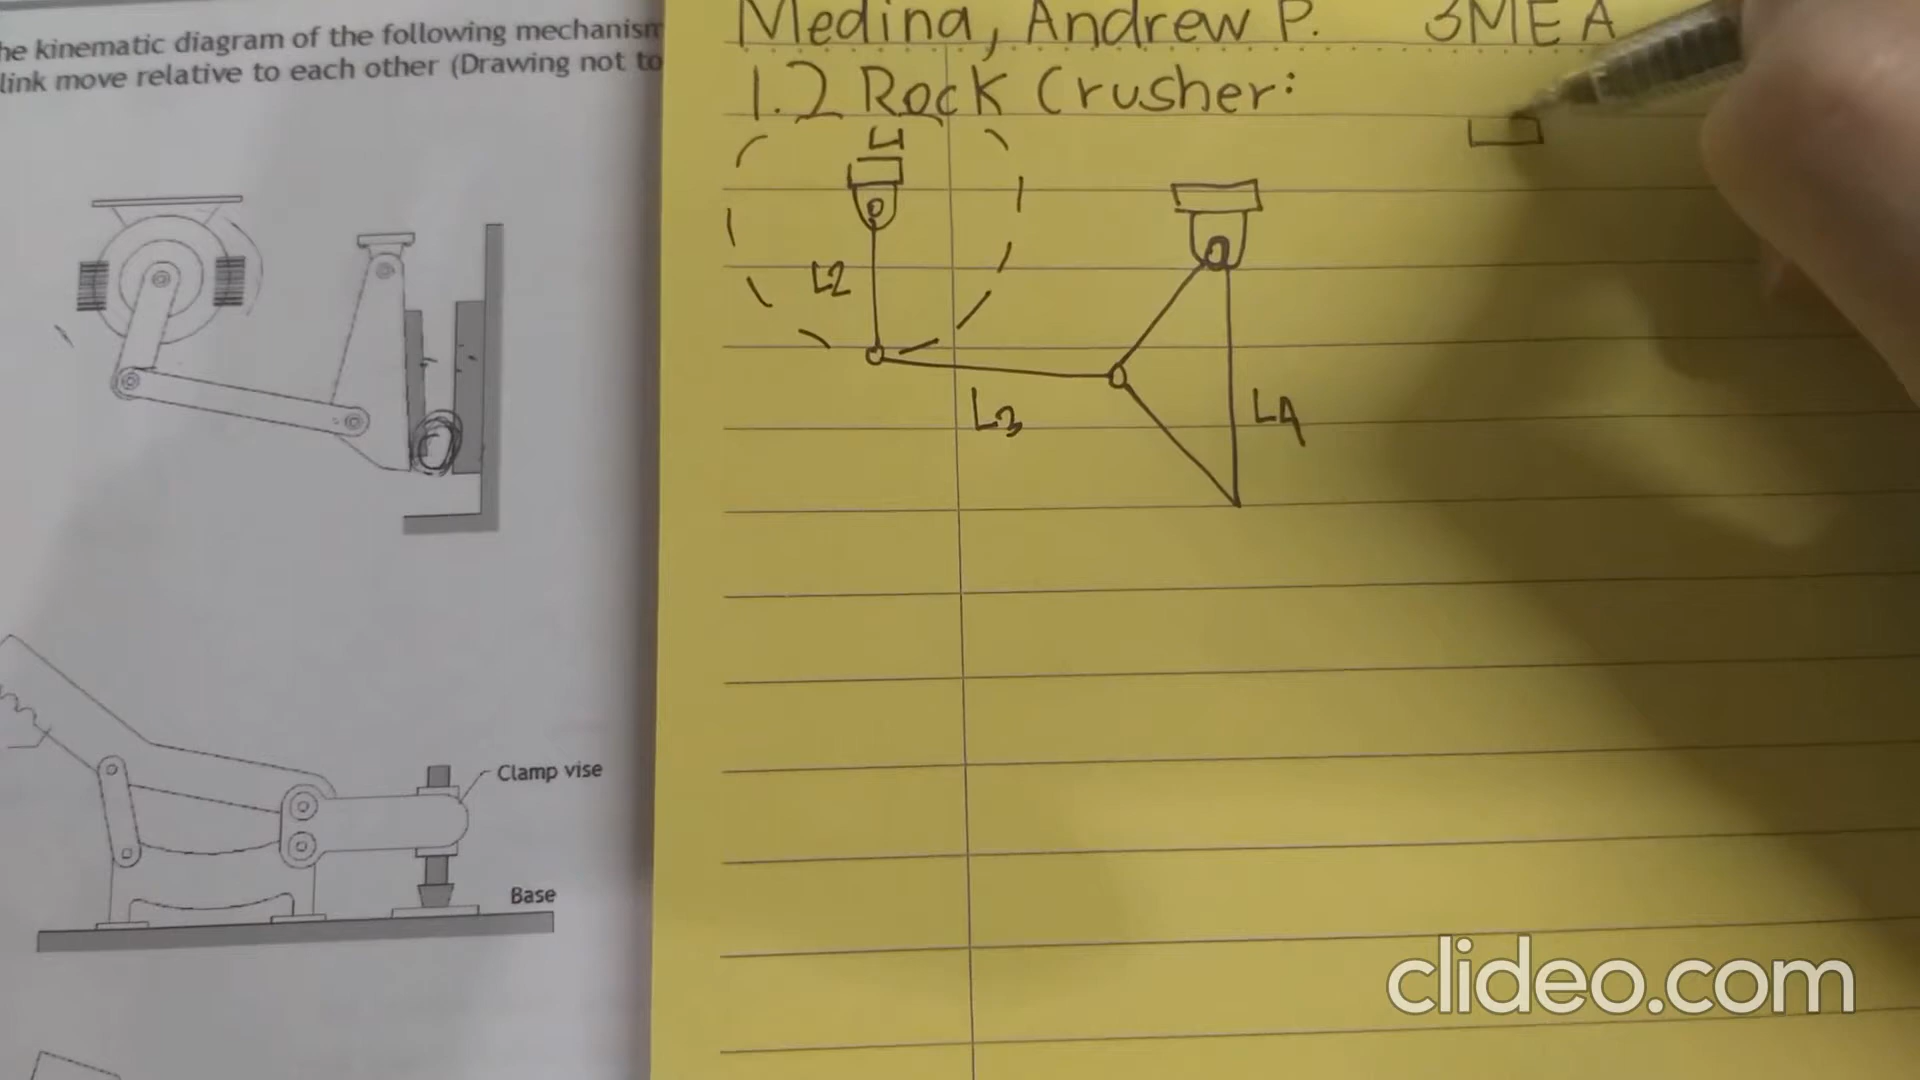 he kinematic diagram of the following mechanism
link move relative to each other (Drawing not to
Clamp vise
Base
Medina, Andrew P. 3MEA
1.2 Rock Crusher:
L1
L2
L3
L4
clideo.com